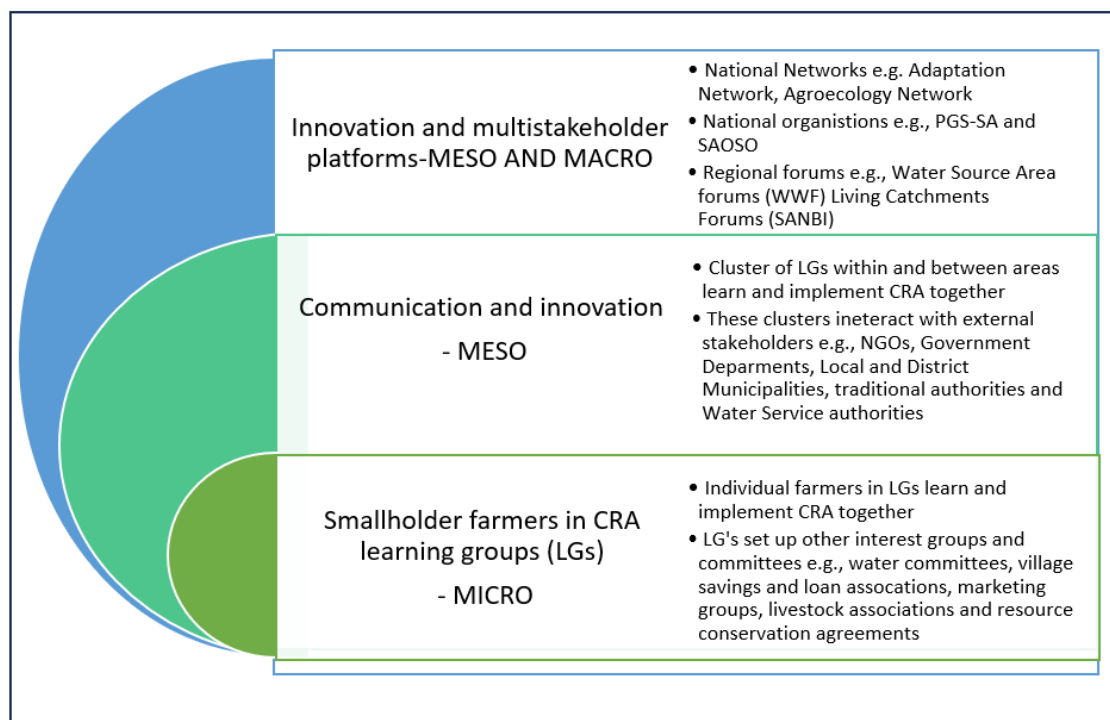 Innovation and multistakeholder
platforms-MESO AND MACRO
• National Networks e.g. Adaptation
Network, Agroecology Network
• National organistions e.g., PGS-SA and
SAOSO
• Regional forums e.g., Water Source Area
forums (WWF) Living Catchments
Forums (SANBI)
Communication and innovation
- MESO
• Cluster of LGs within and between areas
learn and implement CRA together
• These clusters ineteract with external
stakeholders e.g., NGOs, Government
Deparments, Local and District
Municipalities, traditional authorities and
Water Service authorities
Smallholder farmers in CRA
learning groups (LGs)
- MICRO
• Individual farmers in LGs learn and
implement CRA together
• LG's set up other interest groups and
committees e.g., water committees, village
savings and loan assocations, marketing
groups, livestock associations and resource
conservation agreements